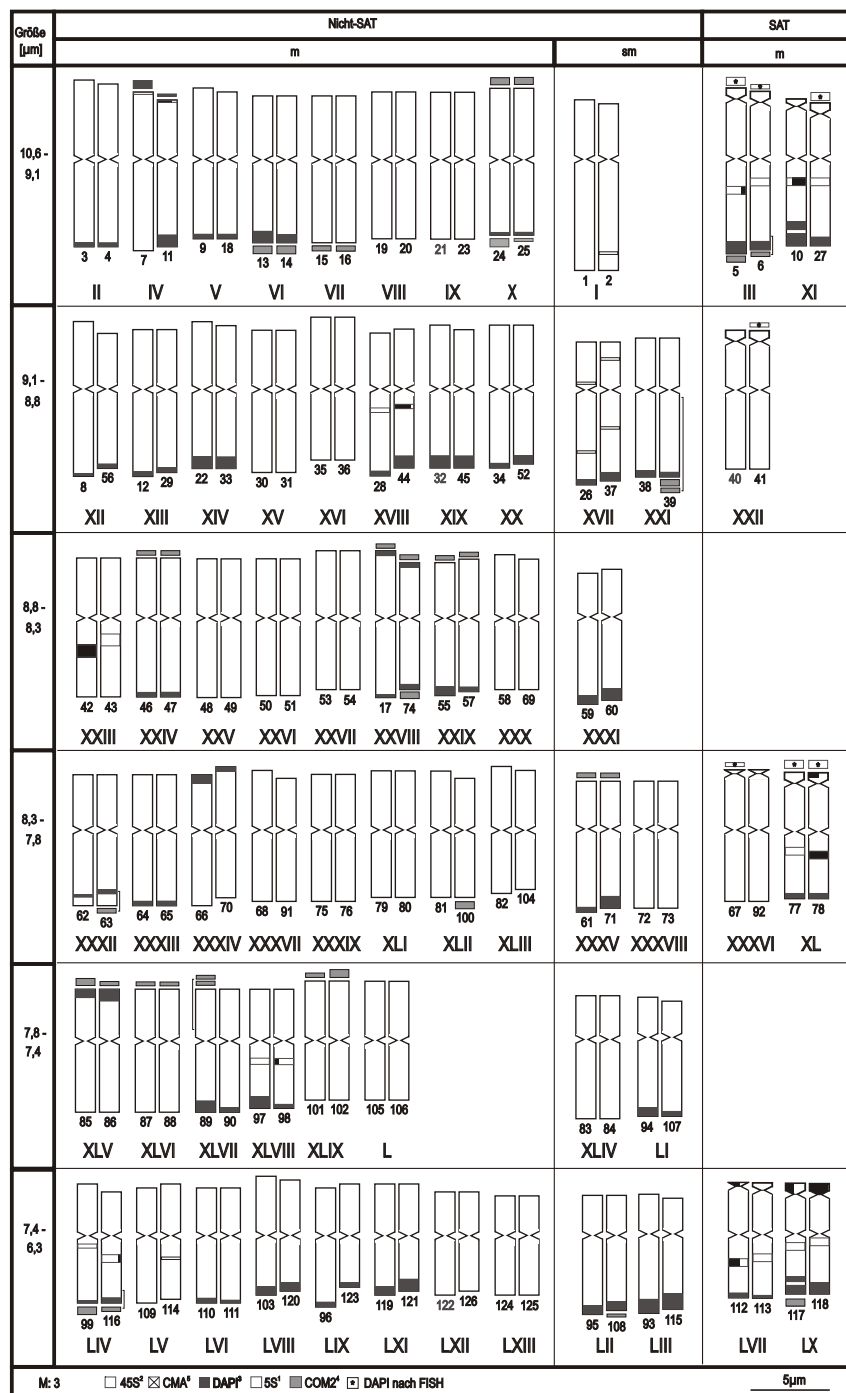 Größe
[µm]
Nicht-SAT
SAT
m
sm
m
10,6 -
9,1
3 4 7 11 9 18 13 14 15 16 19 20 21 23 24 25 1 2 5 6 10 27
II IV V VI VII VIII IX X I III XI
9,1 -
8,8
8 56 12 29 22 33 30 31 35 36 28 44 32 45 34 52 26 37 38 39 40 41
XII XIII XIV XV XVI XVIII XIX XX XVII XXI XXII
8,8 -
8,3
42 43 46 47 48 49 50 51 53 54 17 74 55 57 58 69 59 60
XXIII XXIV XXV XXVI XXVII XXVIII XXIX XXX XXXI
8,3 -
7,8
62 63 64 65 66 70 68 91 75 76 79 80 81 100 82 104 61 71 72 73 67 92 77 78
XXXII XXXIII XXXIV XXXVII XXXIX XLI XLII XLIII XXXV XXXVIII XXXVI XL
7,8 -
7,4
85 86 87 88 89 90 97 98 101 102 105 106 83 84 94 107
XLV XLVI XLVII XLVIII XLIX L XLIV LI
7,4 -
6,3
99 116 109 114 110 111 103 120 96 123 119 121 122 126 124 125 95 108 93 115 112 113 117 118
LIV LV LVI LVIII LIX LXI LXII LXIII LII LIII LVII LX
M: 3 45S² CMA⁵ DAPI³ 5S¹ COM2⁴ DAPI nach FISH 5µm